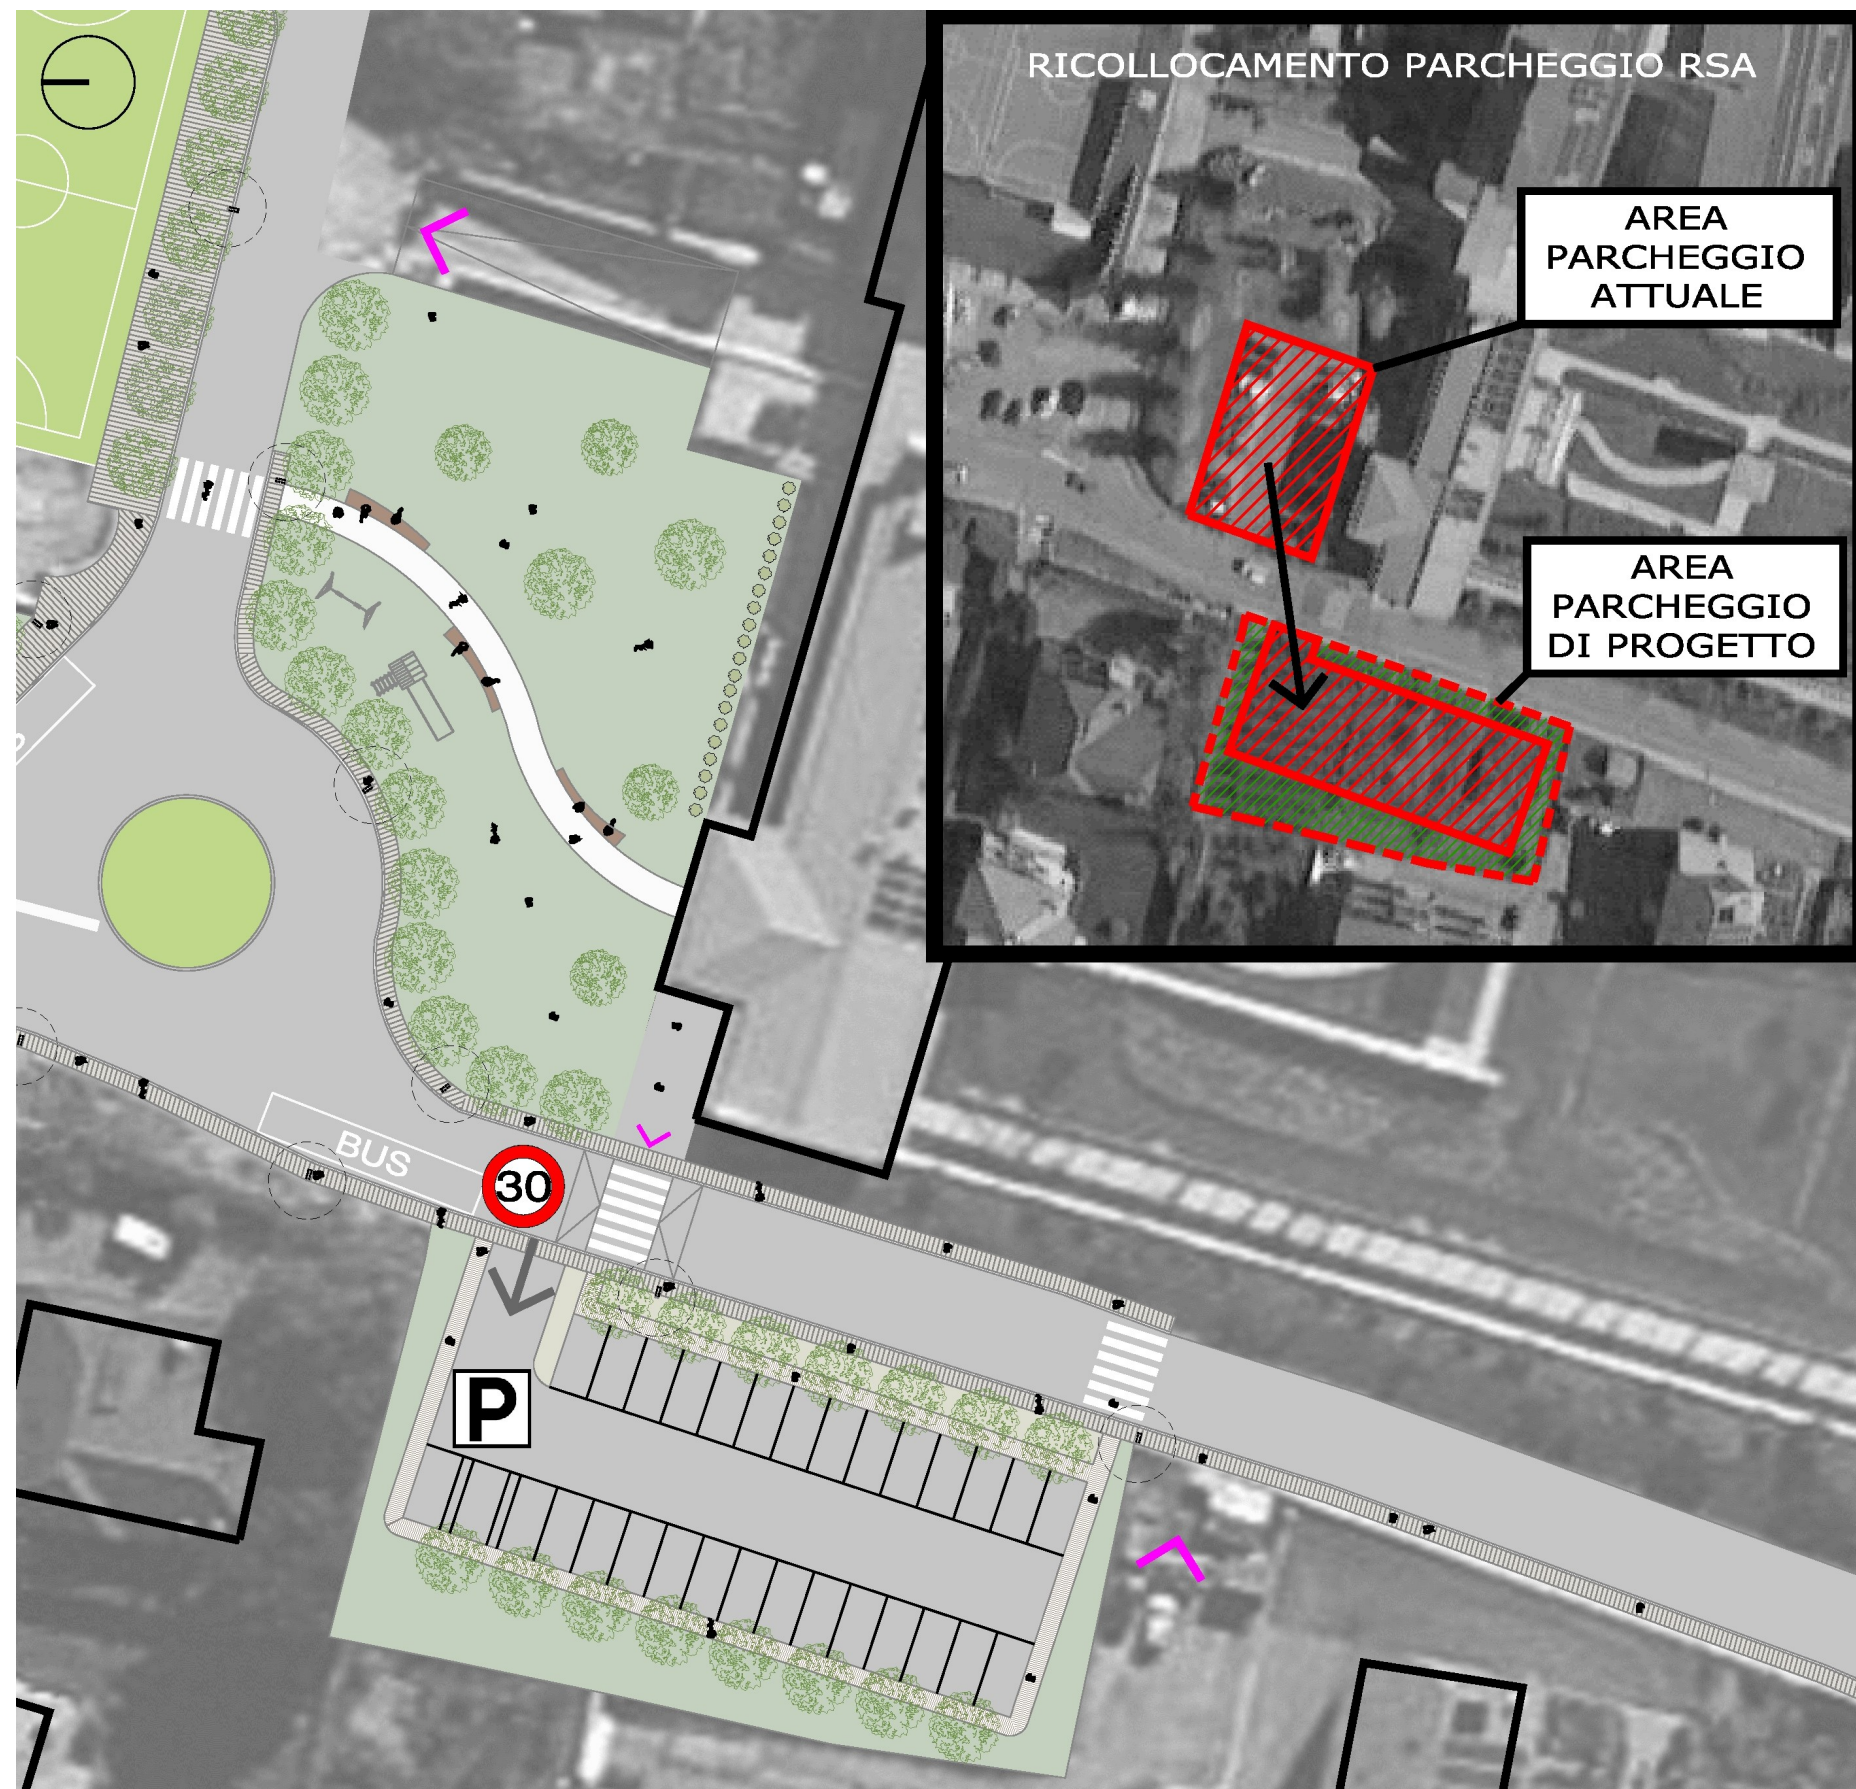 RICOLLOCAMENTO PARCHEGGIO RSA
AREA
PARCHEGGIO
ATTUALE
AREA
PARCHEGGIO
DI PROGETTO
BUS
30
P